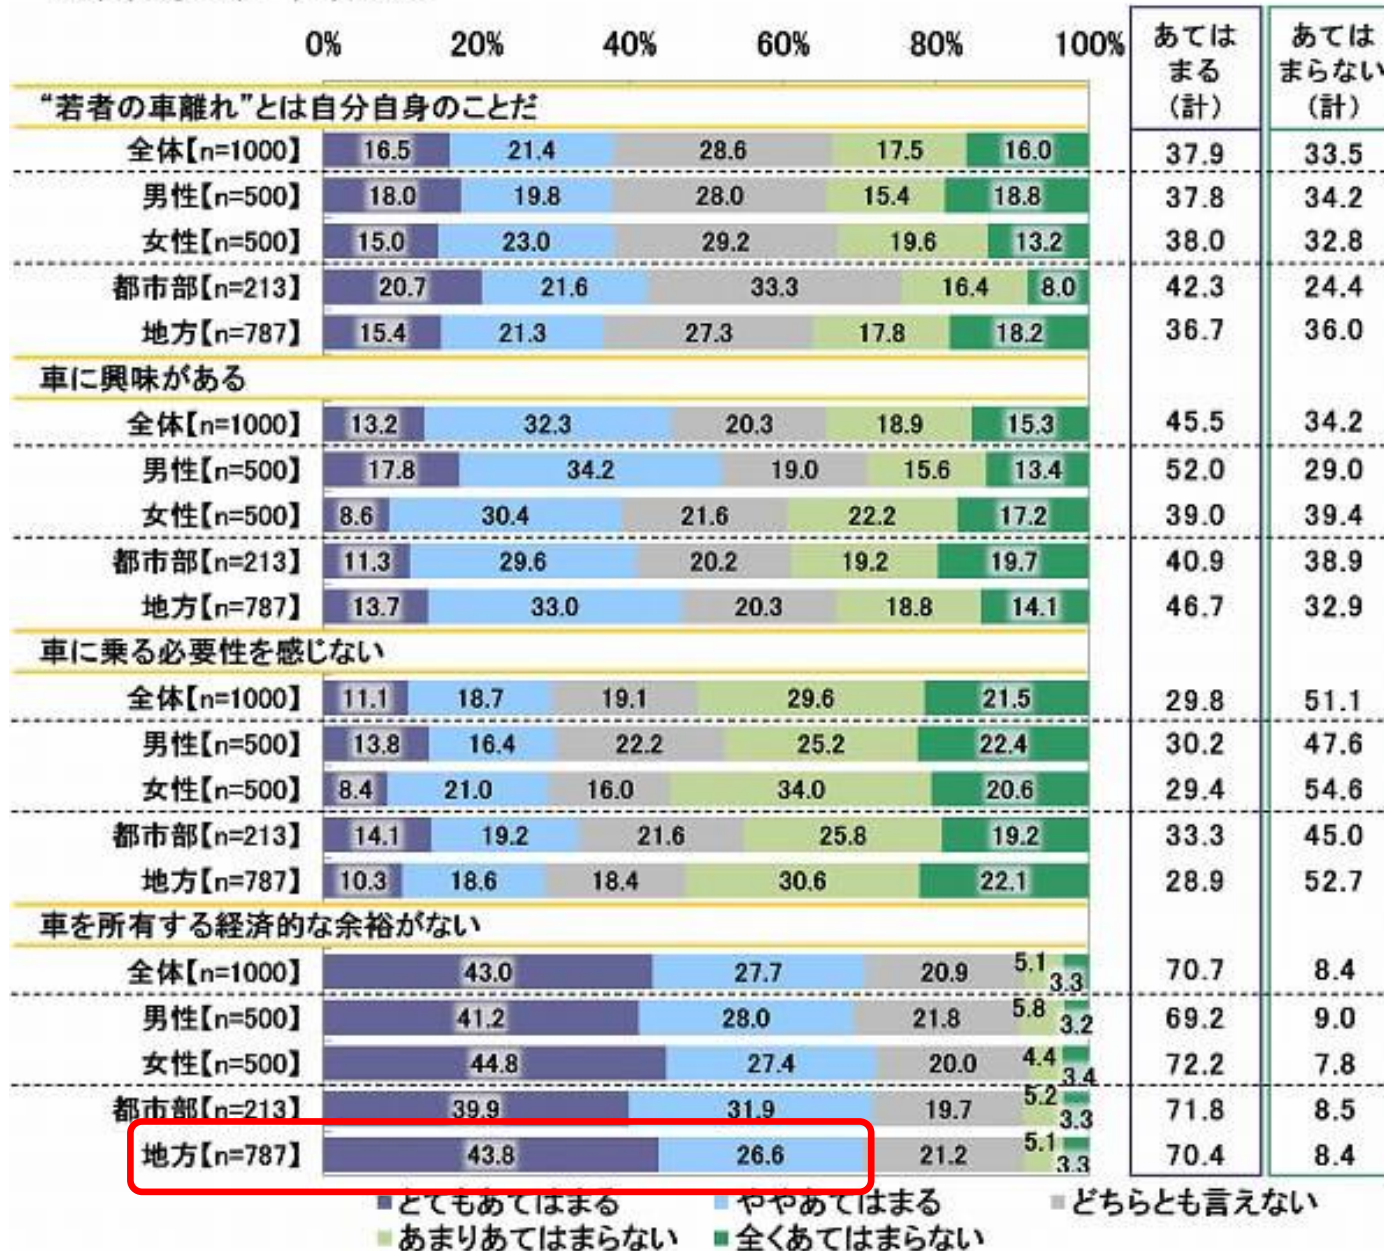 0% 20% 40% 60% 80% 100% あてはまる（計） あてはまらない（計）
“若者の車離れ”とは自分自身のことだ
全体【n=1000】 16.5 21.4 28.6 17.5 16.0 37.9 33.5
男性【n=500】 18.0 19.8 28.0 15.4 18.8 37.8 34.2
女性【n=500】 15.0 23.0 29.2 19.6 13.2 38.0 32.8
都市部【n=213】 20.7 21.6 33.3 16.4 8.0 42.3 24.4
地方【n=787】 15.4 21.3 27.3 17.8 18.2 36.7 36.0
車に興味がある
全体【n=1000】 13.2 32.3 20.3 18.9 15.3 45.5 34.2
男性【n=500】 17.8 34.2 19.0 15.6 13.4 52.0 29.0
女性【n=500】 8.6 30.4 21.6 22.2 17.2 39.0 39.4
都市部【n=213】 11.3 29.6 20.2 19.2 19.7 40.9 38.9
地方【n=787】 13.7 33.0 20.3 18.8 14.1 46.7 32.9
車に乗る必要性を感じない
全体【n=1000】 11.1 18.7 19.1 29.6 21.5 29.8 51.1
男性【n=500】 13.8 16.4 22.2 25.2 22.4 30.2 47.6
女性【n=500】 8.4 21.0 16.0 34.0 20.6 29.4 54.6
都市部【n=213】 14.1 19.2 21.6 25.8 19.2 33.3 45.0
地方【n=787】 10.3 18.6 18.4 30.6 22.1 28.9 52.7
車を所有する経済的な余裕がない
全体【n=1000】 43.0 27.7 20.9 5.1 3.3 70.7 8.4
男性【n=500】 41.2 28.0 21.8 5.8 3.2 69.2 9.0
女性【n=500】 44.8 27.4 20.0 4.4 3.4 72.2 7.8
都市部【n=213】 39.9 31.9 19.7 5.2 3.3 71.8 8.5
地方【n=787】 43.8 26.6 21.2 5.1 3.3 70.4 8.4
■とてもあてはまる ■ややあてはまる ■どちらとも言えない
■あまりあてはまらない ■全くあてはまらない